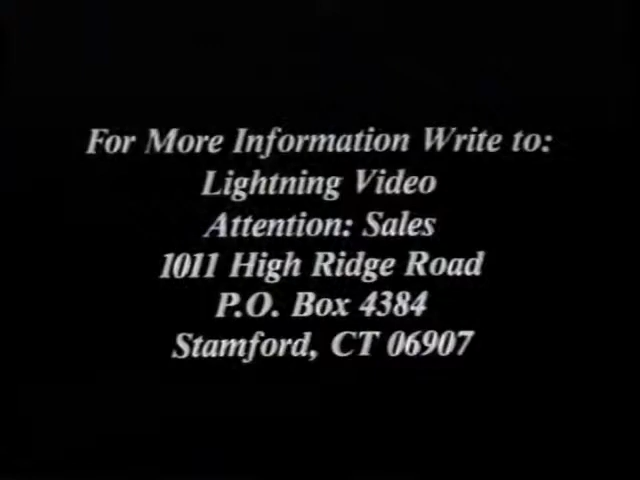 For More Information Write to:
Lightning Video
Attention: Sales
1011 High Ridge Road
P.O. Box 4384
Stamford, CT 06907